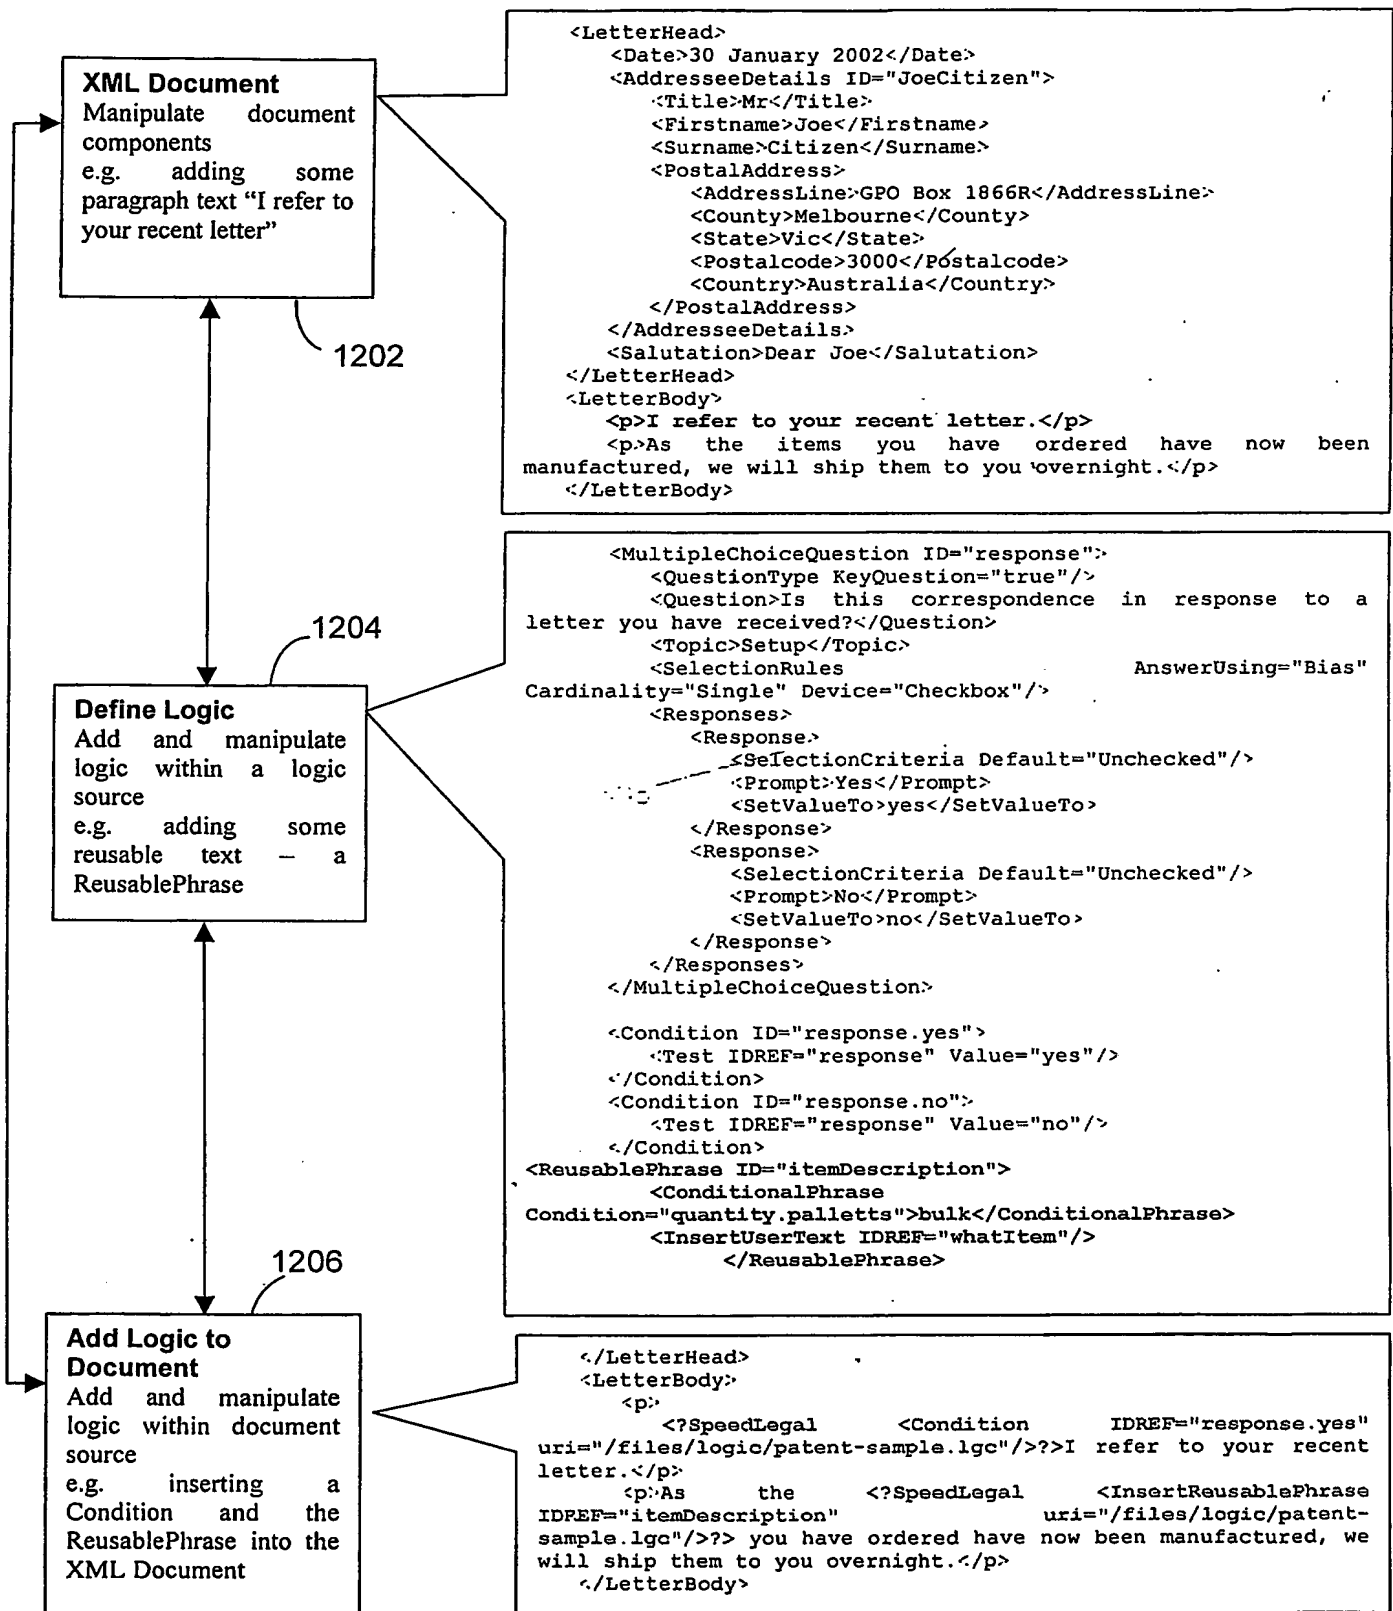 XML Document
Manipulate document
components
e.g. adding some
paragraph text “I refer to
your recent letter”
1202
<LetterHead>
<Date>30 January 2002</Date>
<AddresseeDetails ID="JoeCitizen">
<Title>Mr</Title>
<Firstname>Joe</Firstname>
<Surname>Citizen</Surname>
<PostalAddress>
<AddressLine>GPO Box 1866R</AddressLine>
<County>Melbourne</County>
<State>Vic</State>
<Postalcode>3000</Postalcode>
<Country>Australia</Country>
</PostalAddress>
</AddresseeDetails>
<Salutation>Dear Joe</Salutation>
</LetterHead>
<LetterBody>
<p>I refer to your recent letter.</p>
<p>As the items you have ordered have now been
manufactured, we will ship them to you overnight.</p>
</LetterBody>
1204
Define Logic
Add and manipulate
logic within a logic
source
e.g. adding some
reusable text – a
ReusablePhrase
<MultipleChoiceQuestion ID="response">
<QuestionType KeyQuestion="true"/>
<Question>Is this correspondence in response to a
letter you have received?</Question>
<Topic>Setup</Topic>
<SelectionRules AnswerUsing="Bias"
Cardinality="Single" Device="Checkbox"/>
<Responses>
<Response>
<SelectionCriteria Default="Unchecked"/>
<Prompt>Yes</Prompt>
<SetValueTo>yes</SetValueTo>
</Response>
<Response>
<SelectionCriteria Default="Unchecked"/>
<Prompt>No</Prompt>
<SetValueTo>no</SetValueTo>
</Response>
</Responses>
</MultipleChoiceQuestion>
<Condition ID="response.yes">
<Test IDREF="response" Value="yes"/>
</Condition>
<Condition ID="response.no">
<Test IDREF="response" Value="no"/>
</Condition>
<ReusablePhrase ID="itemDescription">
<ConditionalPhrase
Condition="quantity.palletts">bulk</ConditionalPhrase>
<InsertUserText IDREF="whatItem"/>
</ReusablePhrase>
1206
Add Logic to
Document
Add and manipulate
logic within document
source
e.g. inserting a
Condition and the
ReusablePhrase into the
XML Document
</LetterHead>
<LetterBody>
<p>
<?SpeedLegal <Condition IDREF="response.yes"
uri="/files/logic/patent-sample.lgc"/>?>I refer to your recent
letter.</p>
<p>As the <?SpeedLegal <InsertReusablePhrase
IDREF="itemDescription" uri="/files/logic/patent-
sample.lgc"/>?> you have ordered have now been manufactured, we
will ship them to you overnight.</p>
</LetterBody>